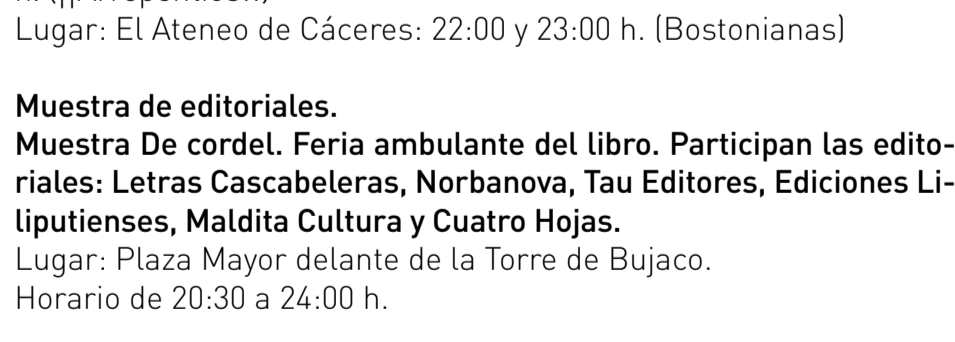 Lugar: El Ateneo de Cáceres: 22:00 y 23:00 h. (Bostonianas)
Muestra de editoriales.
Muestra De cordel. Feria ambulante del libro. Participan las edito-
riales: Letras Cascabeleras, Norbanova, Tau Editores, Ediciones Li-
liputienses, Maldita Cultura y Cuatro Hojas.
Lugar: Plaza Mayor delante de la Torre de Bujaco.
Horario de 20:30 a 24:00 h.